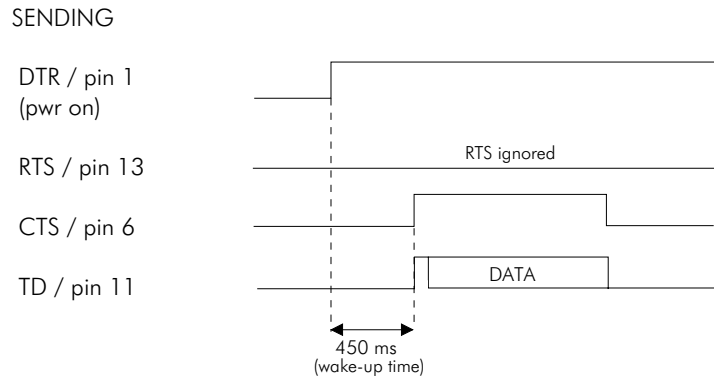 SENDING
DTR / pin 1
(pwr on)
RTS / pin 13
RTS ignored
CTS / pin 6
TD / pin 11
DATA
450 ms
(wake-up time)